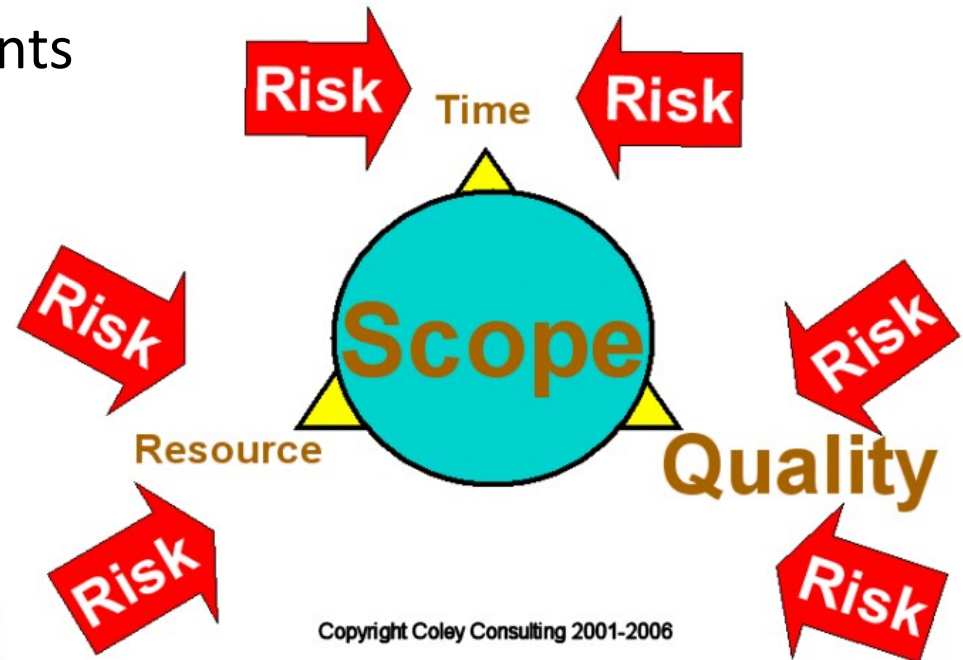 nts
Risk
Time
Risk
Risk
Scope
Risk
Resource
Quality
Risk
Risk
Copyright Coley Consulting 2001-2006